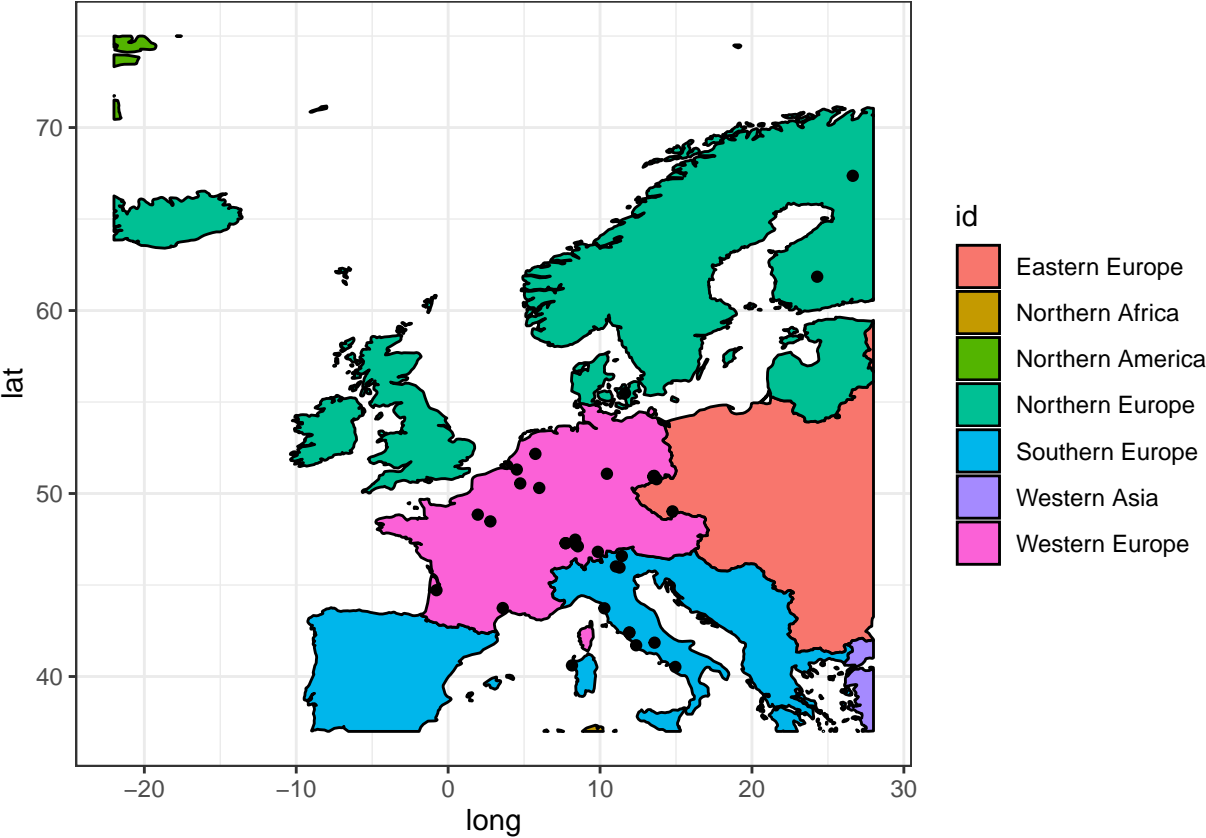 lat
70
60
50
40
−20
−10
0
10
20
30
long
id
Eastern Europe
Northern Africa
Northern America
Northern Europe
Southern Europe
Western Asia
Western Europe